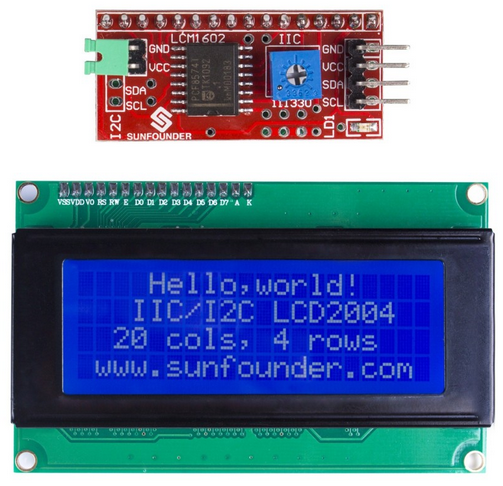 LCM1602 IIC
GND
VCC
SDA
SCL
I2C
SUNFOUNDER
GND
VCC
SDA
SCL
LD1
VSS VDD VO RS RW E D0 D1 D2 D3 D4 D5 D6 D7 A K
Hello,world!
IIC/I2C LCD2004
20 cols, 4 rows
www.sunfounder.com